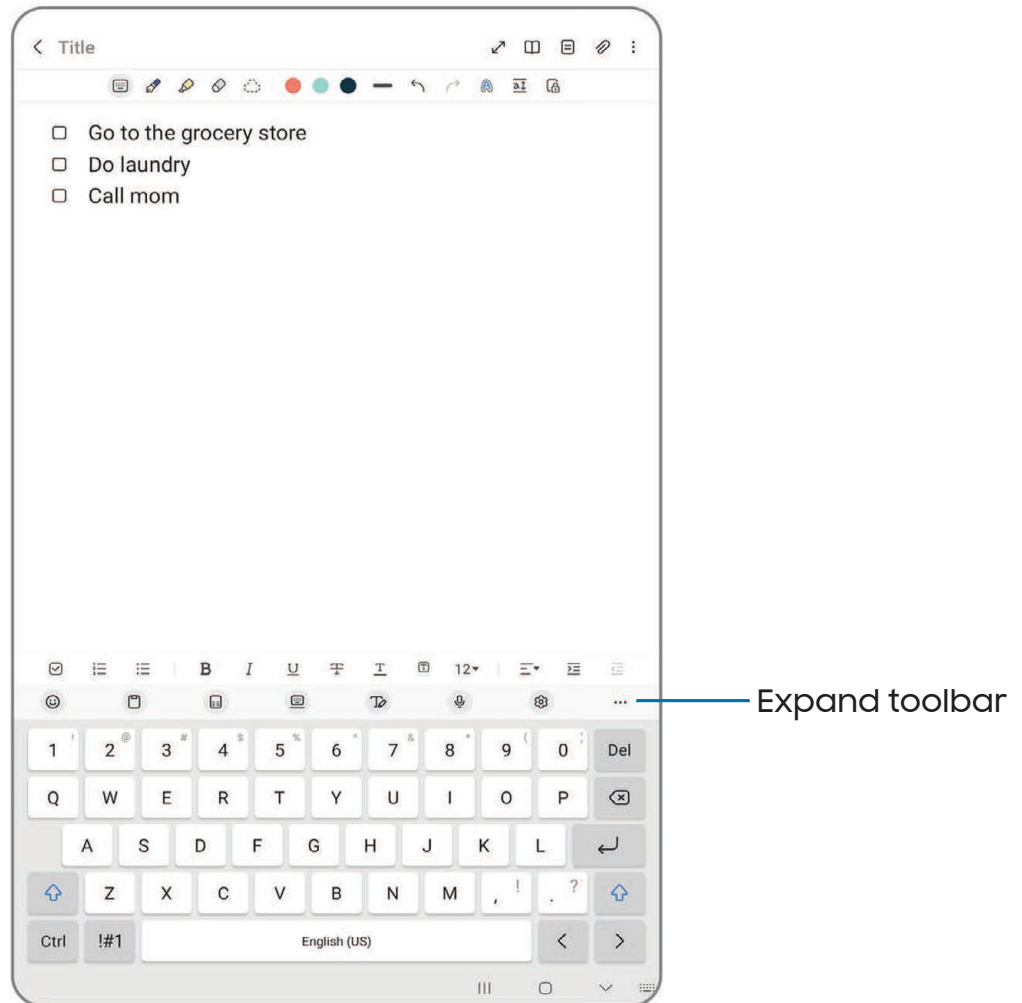 Title
Go to the grocery store
Do laundry
Call mom
B I U T T T 12
Expand toolbar
1 ! 2 @ 3 # 4 $ 5 % 6 ^ 7 & 8 * 9 ( 0 ) Del
Q W E R T Y U I O P
A S D F G H J K L
Z X C V B N M , ! . ?
Ctrl !#1 English (US) < >